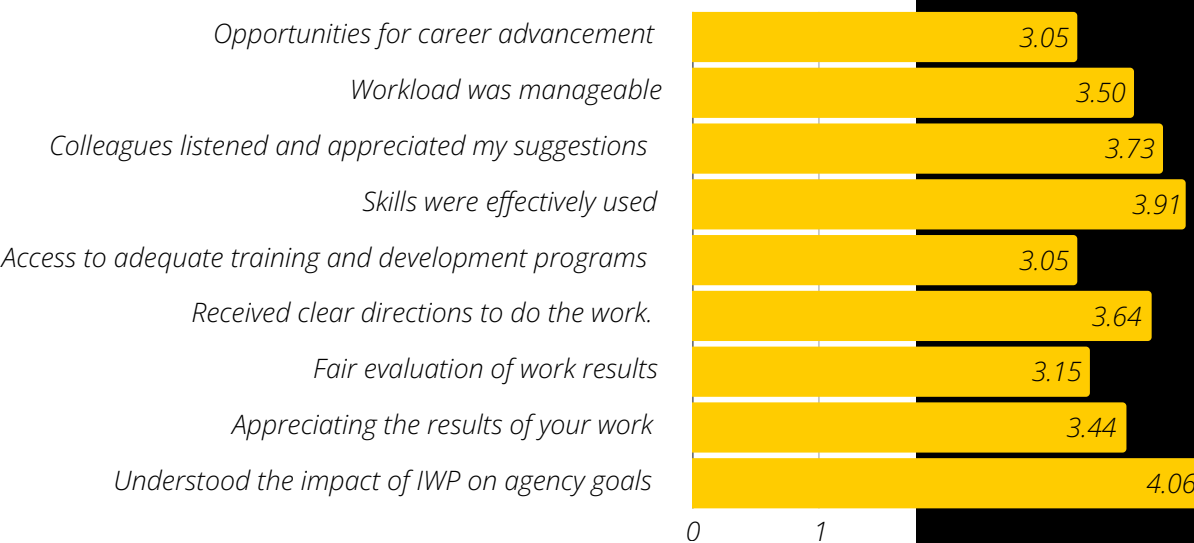 Opportunities for career advancement 3.05
Workload was manageable 3.50
Colleagues listened and appreciated my suggestions 3.73
Skills were effectively used 3.91
Access to adequate training and development programs 3.05
Received clear directions to do the work. 3.64
Fair evaluation of work results 3.15
Appreciating the results of your work 3.44
Understood the impact of IWP on agency goals 4.06
0 1